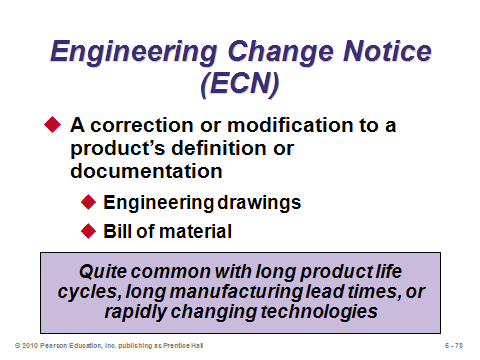 Engineering Change Notice
(ECN)
A correction or modification to a
product's definition or
documentation
Engineering drawings
Bill of material
Quite common with long product life
cycles, long manufacturing lead times, or
rapidly changing technologies
© 2010 Pearson Education, Inc. publishing as Prentice Hall
6 - 78